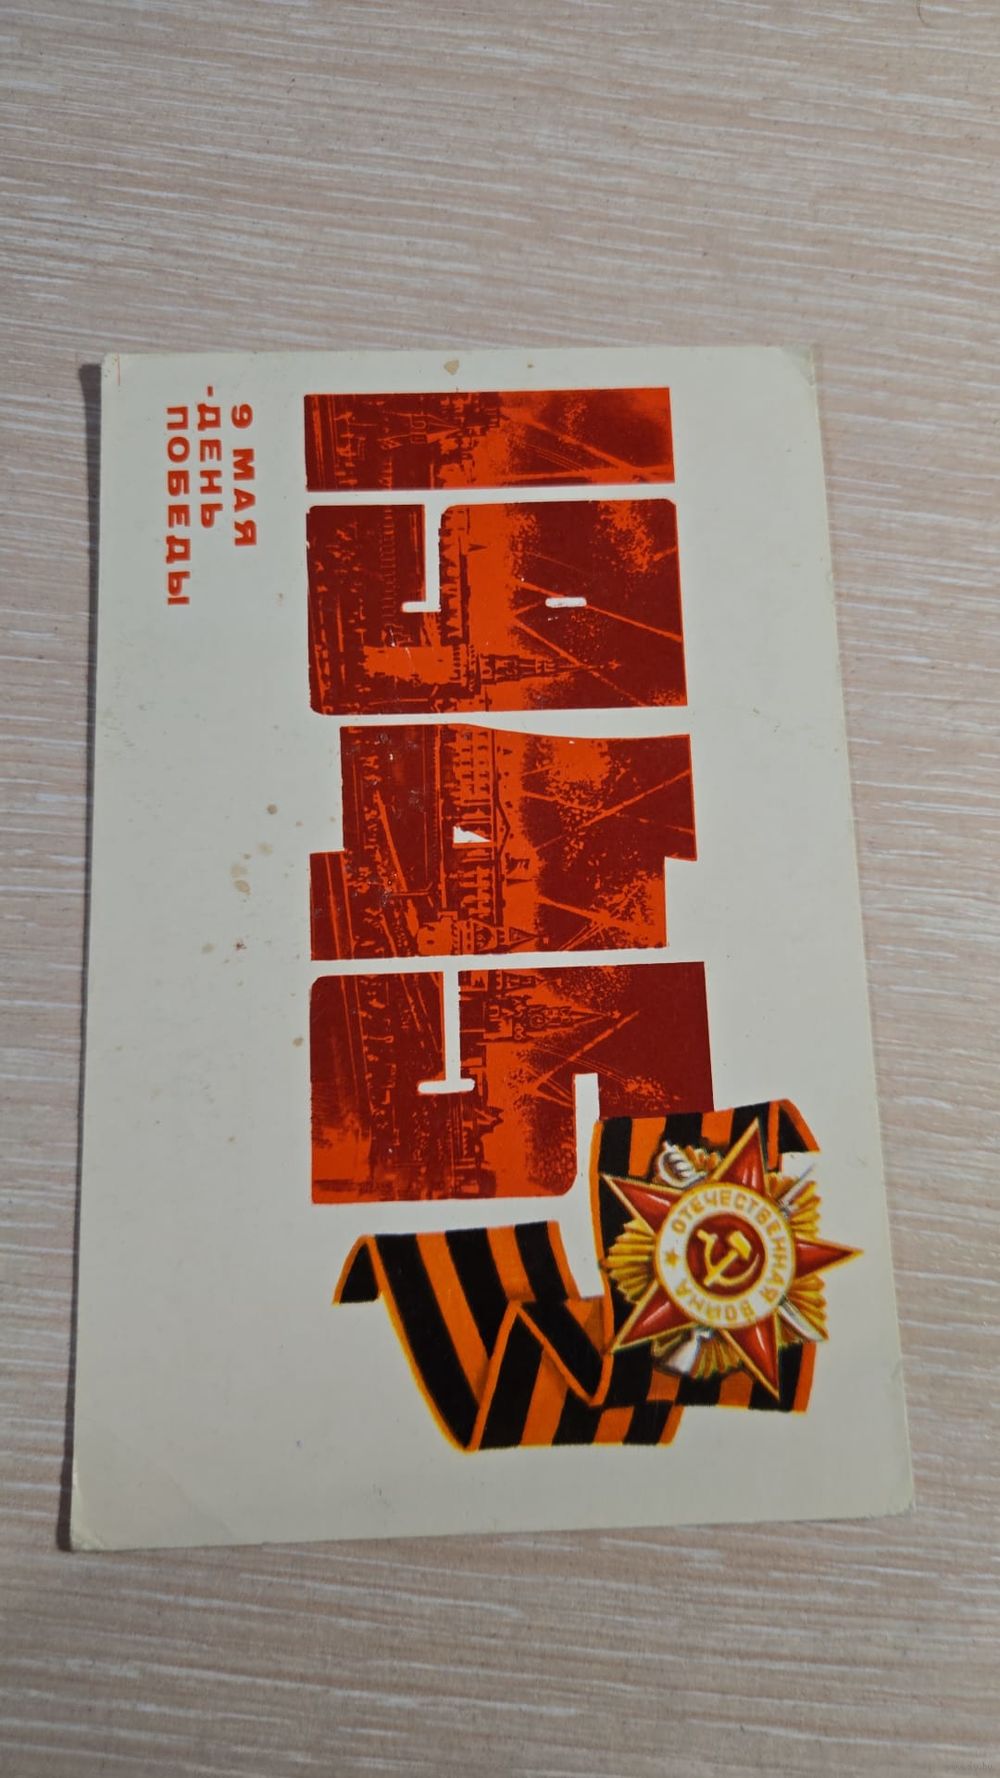 1945
ОТЕЧЕСТВЕННАЯ ВОЙНА
9 МАЯ
-ДЕНЬ
ПОБЕДЫ